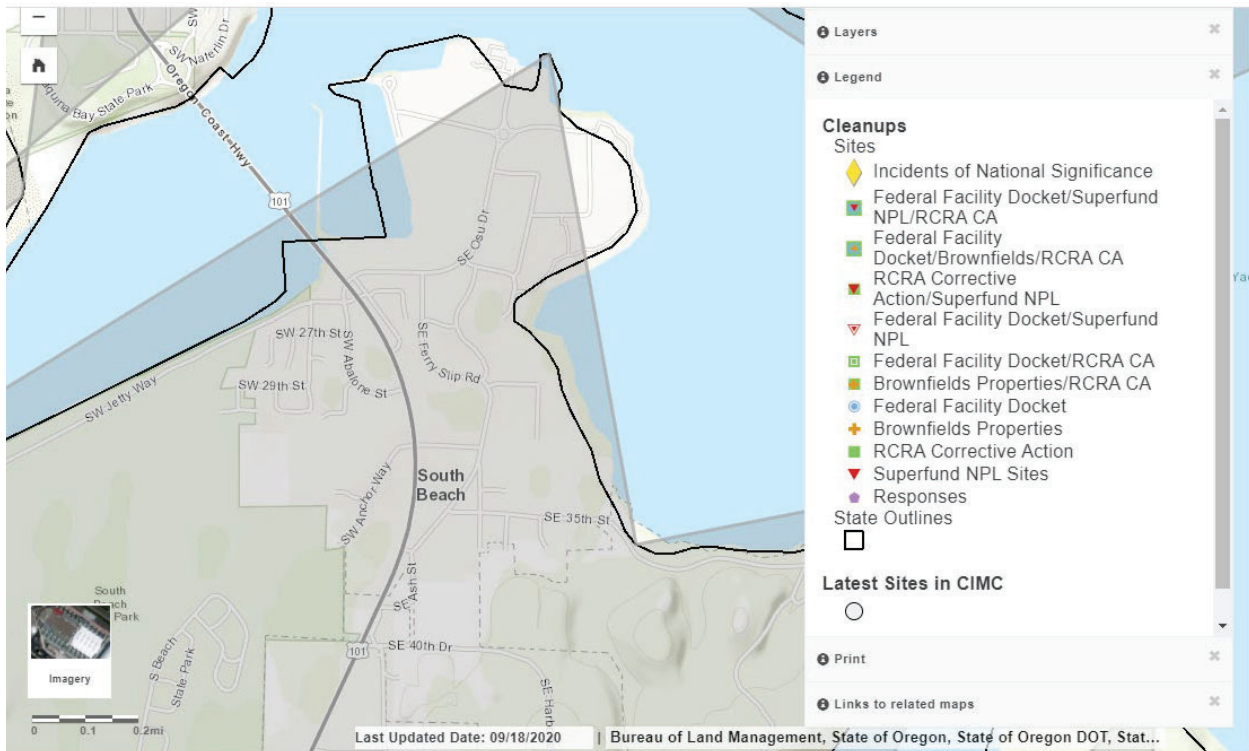 SW Naterlin Dr
aquina Bay State Park
Oregon=Coast=Hwy
101
SE Osu Dr
SW 27th St
SW Abalone St
SE Ferry Slip Rd
SW 29th St
SW Jetty Way
SW Anchor Way
South
Beach
SE 35th St
Ash St
SE
SE 40th Dr
101
SE Harb
South
Beach
Park
S Beach
State Park
Imagery
0 0.1 0.2mi
Last Updated Date: 09/18/2020 | Bureau of Land Management, State of Oregon, State of Oregon DOT, Stat...
Layers
Legend
Cleanups
Sites
Incidents of National Significance
Federal Facility Docket/Superfund
NPL/RCRA CA
Federal Facility
Docket/Brownfields/RCRA CA
RCRA Corrective
Action/Superfund NPL
Federal Facility Docket/Superfund
NPL
Federal Facility Docket/RCRA CA
Brownfields Properties/RCRA CA
Federal Facility Docket
Brownfields Properties
RCRA Corrective Action
Superfund NPL Sites
Responses
State Outlines
Latest Sites in CIMC
Print
Links to related maps
Ya